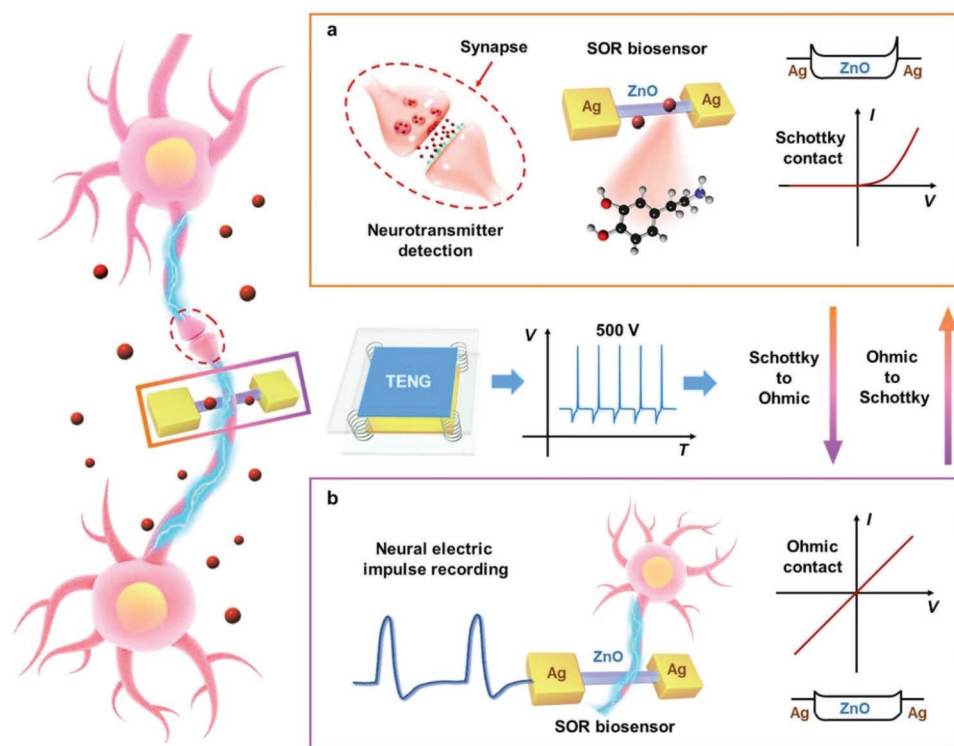 a
Synapse
Neurotransmitter
detection
SOR biosensor
ZnO
Ag
Ag
Ag
ZnO
Ag
Schottky
contact
I
V
TENG
V
500 V
T
Schottky
to
Ohmic
Ohmic
to
Schottky
b
Neural electric
impulse recording
ZnO
Ag
Ag
SOR biosensor
Ohmic
contact
I
V
Ag
ZnO
Ag